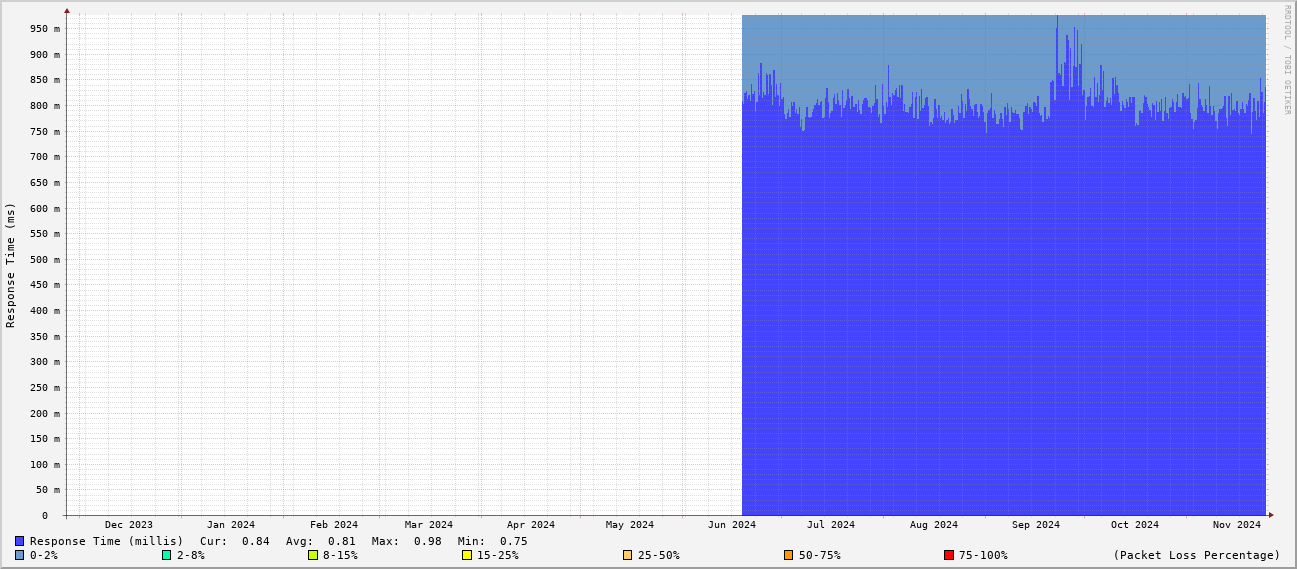 RRDTOOL / TOBI OETIKER
Response Time (ms)
950 m
900 m
850 m
800 m
750 m
700 m
650 m
600 m
550 m
500 m
450 m
400 m
350 m
300 m
250 m
200 m
150 m
100 m
50 m
0
Dec 2023 Jan 2024 Feb 2024 Mar 2024 Apr 2024 May 2024 Jun 2024 Jul 2024 Aug 2024 Sep 2024 Oct 2024 Nov 2024
Response Time (millis) Cur: 0.84 Avg: 0.81 Max: 0.98 Min: 0.75
0-2% 2-8% 8-15% 15-25% 25-50% 50-75% 75-100% (Packet Loss Percentage)